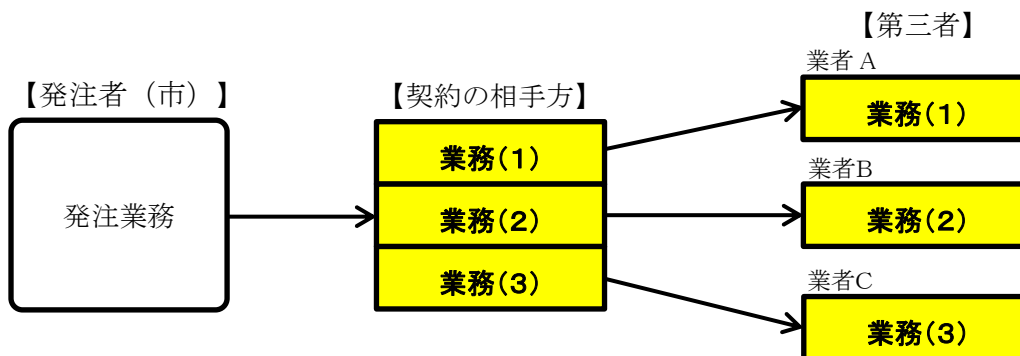 【第三者】
業者 A
【発注者（市）】
【契約の相手方】
業務(1)
業務(1)
業者B
発注業務
業務(2)
業務(2)
業務(3)
業者C
業務(3)